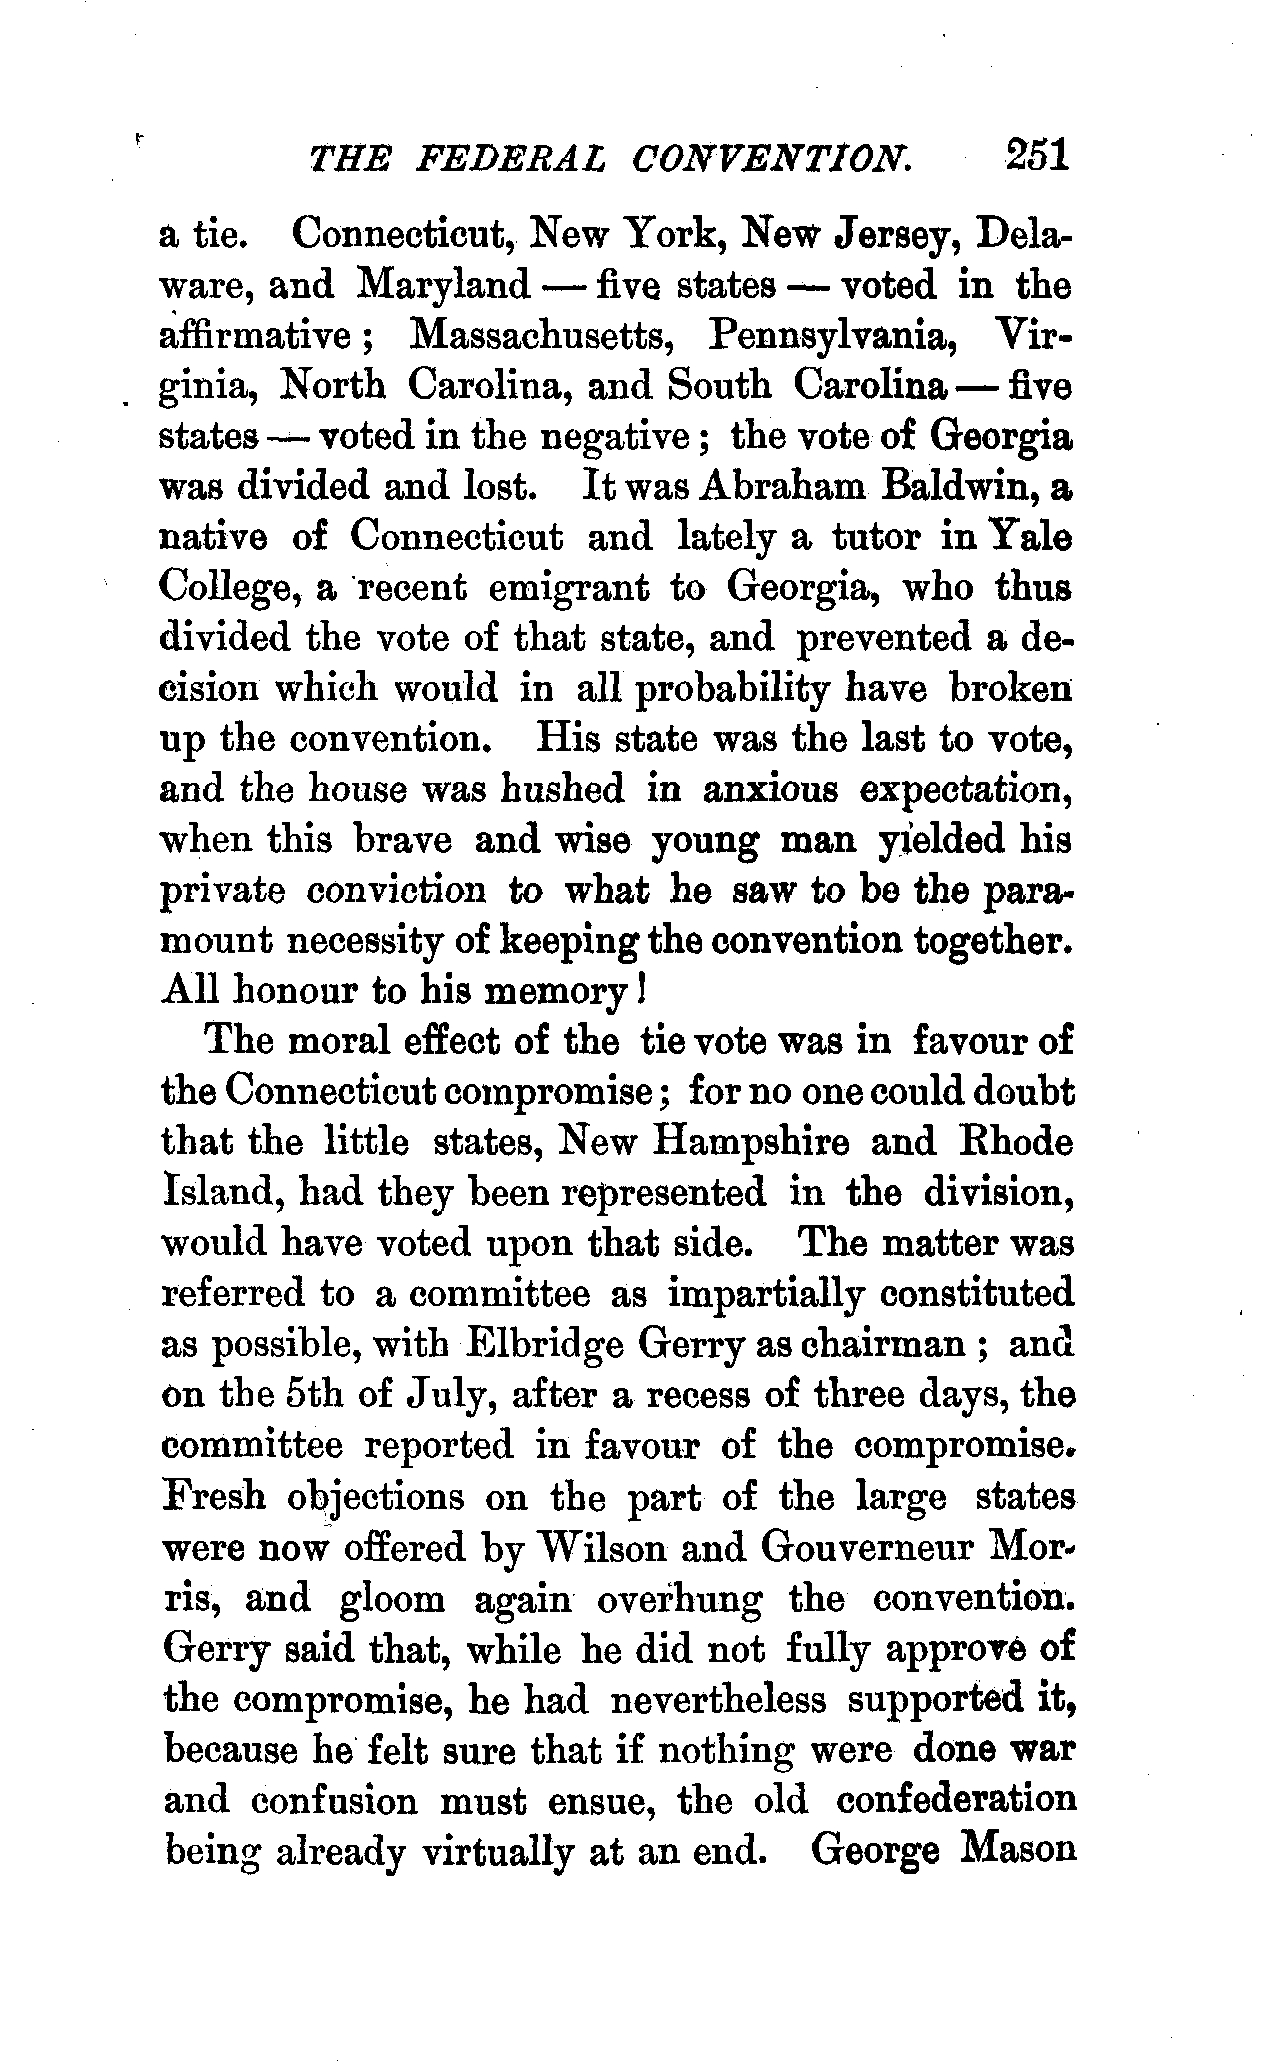 THE FEDERAL CONVENTION. 251
a tie. Connecticut, New York, New Jersey, Dela-
ware, and Maryland — five states — voted in the
affirmative ; Massachusetts, Pennsylvania, Vir-
ginia, North Carolina, and South Carolina — five
states — voted in the negative ; the vote of Georgia
was divided and lost. It was Abraham Baldwin, a
native of Connecticut and lately a tutor in Yale
College, a recent emigrant to Georgia, who thus
divided the vote of that state, and prevented a de-
cision which would in all probability have broken
up the convention. His state was the last to vote,
and the house was hushed in anxious expectation,
when this brave and wise young man yielded his
private conviction to what he saw to be the para-
mount necessity of keeping the convention together.
All honour to his memory !
The moral effect of the tie vote was in favour of
the Connecticut compromise ; for no one could doubt
that the little states, New Hampshire and Rhode
Island, had they been represented in the division,
would have voted upon that side. The matter was
referred to a committee as impartially constituted
as possible, with Elbridge Gerry as chairman ; and
on the 5th of July, after a recess of three days, the
committee reported in favour of the compromise.
Fresh objections on the part of the large states
were now offered by Wilson and Gouverneur Mor-
ris, and gloom again overhung the convention.
Gerry said that, while he did not fully approve of
the compromise, he had nevertheless supported it,
because he felt sure that if nothing were done war
and confusion must ensue, the old confederation
being already virtually at an end. George Mason